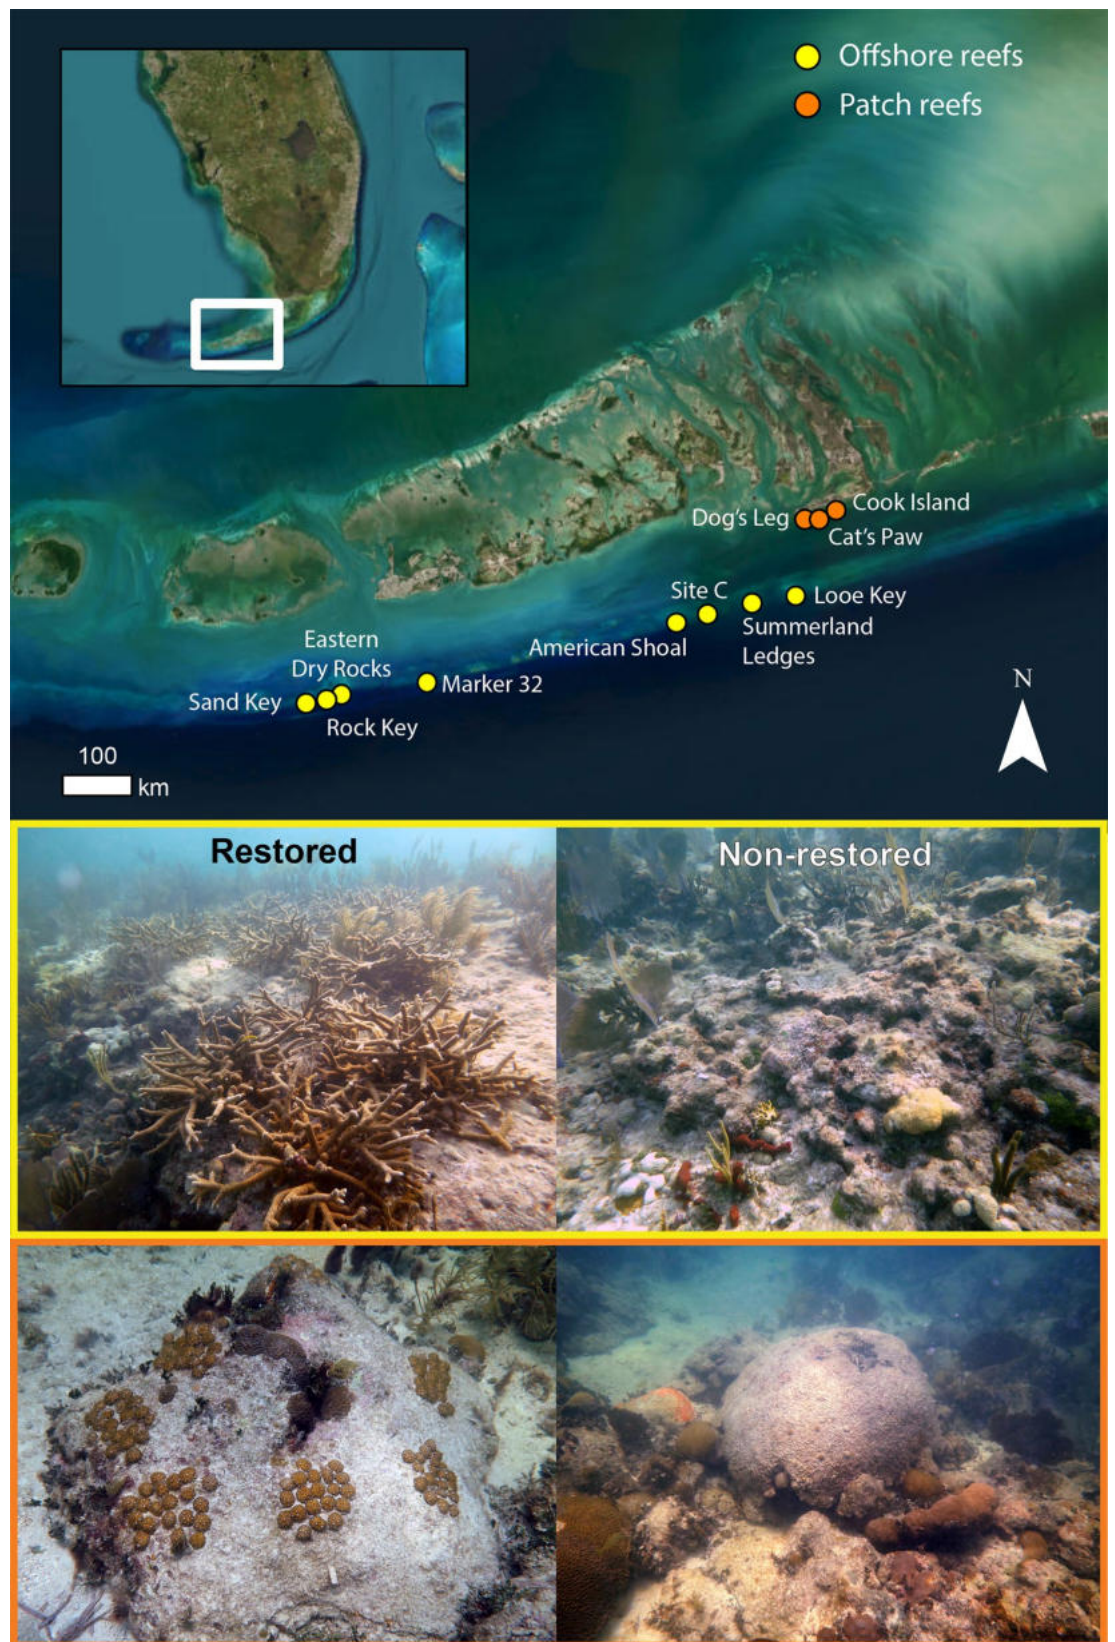 Offshore reefs
Patch reefs
Cook Island
Dog's Leg
Cat's Paw
Site C
Looe Key
American Shoal
Summerland
Ledges
Eastern
Dry Rocks
Marker 32
Sand Key
Rock Key
N
100
km
Restored
Non-restored